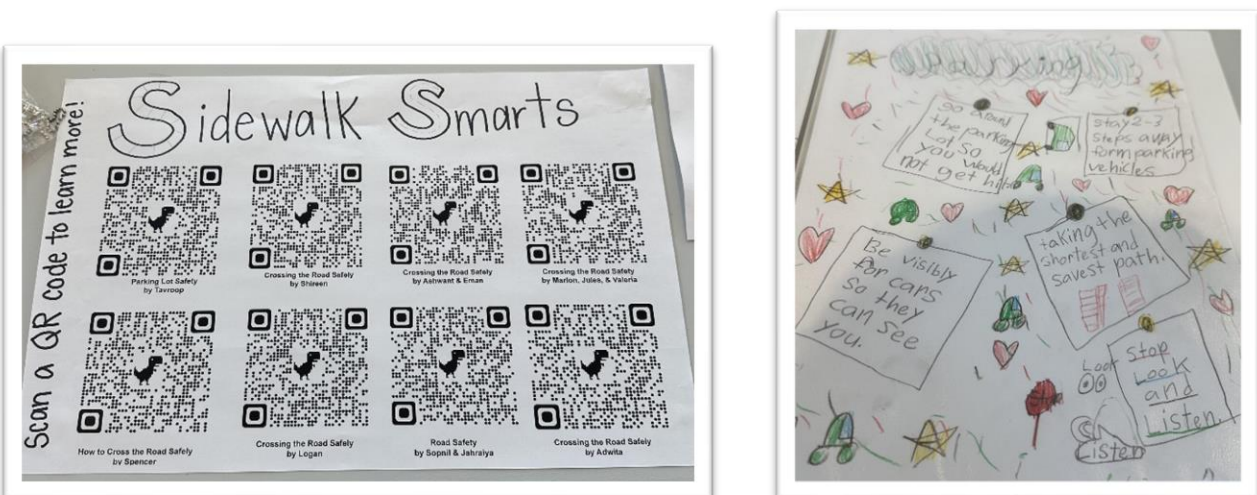 Sidewalk Smarts
Scan a QR code to learn more!
Parking Lot Safety
by Tavroop
Crossing the Road Safely
by Shireen
Crossing the Road Safely
by Ashwant & Eman
Crossing the Road Safely
by Marlon, Jules, & Valeria
How to Cross the Road Safely
by Spencer
Crossing the Road Safely
by Logan
Road Safety
by Sopnil & Jahraiya
Crossing the Road Safely
by Adwita
go around
the parking
Lot So
you would
not get
stay 2-3
Steps away
form parking
vehicles
Be visibly
for cars
so they
can see
you.
taking the
shortest and
savest path.
Look
Stop
Look
and
Listen.
Listen